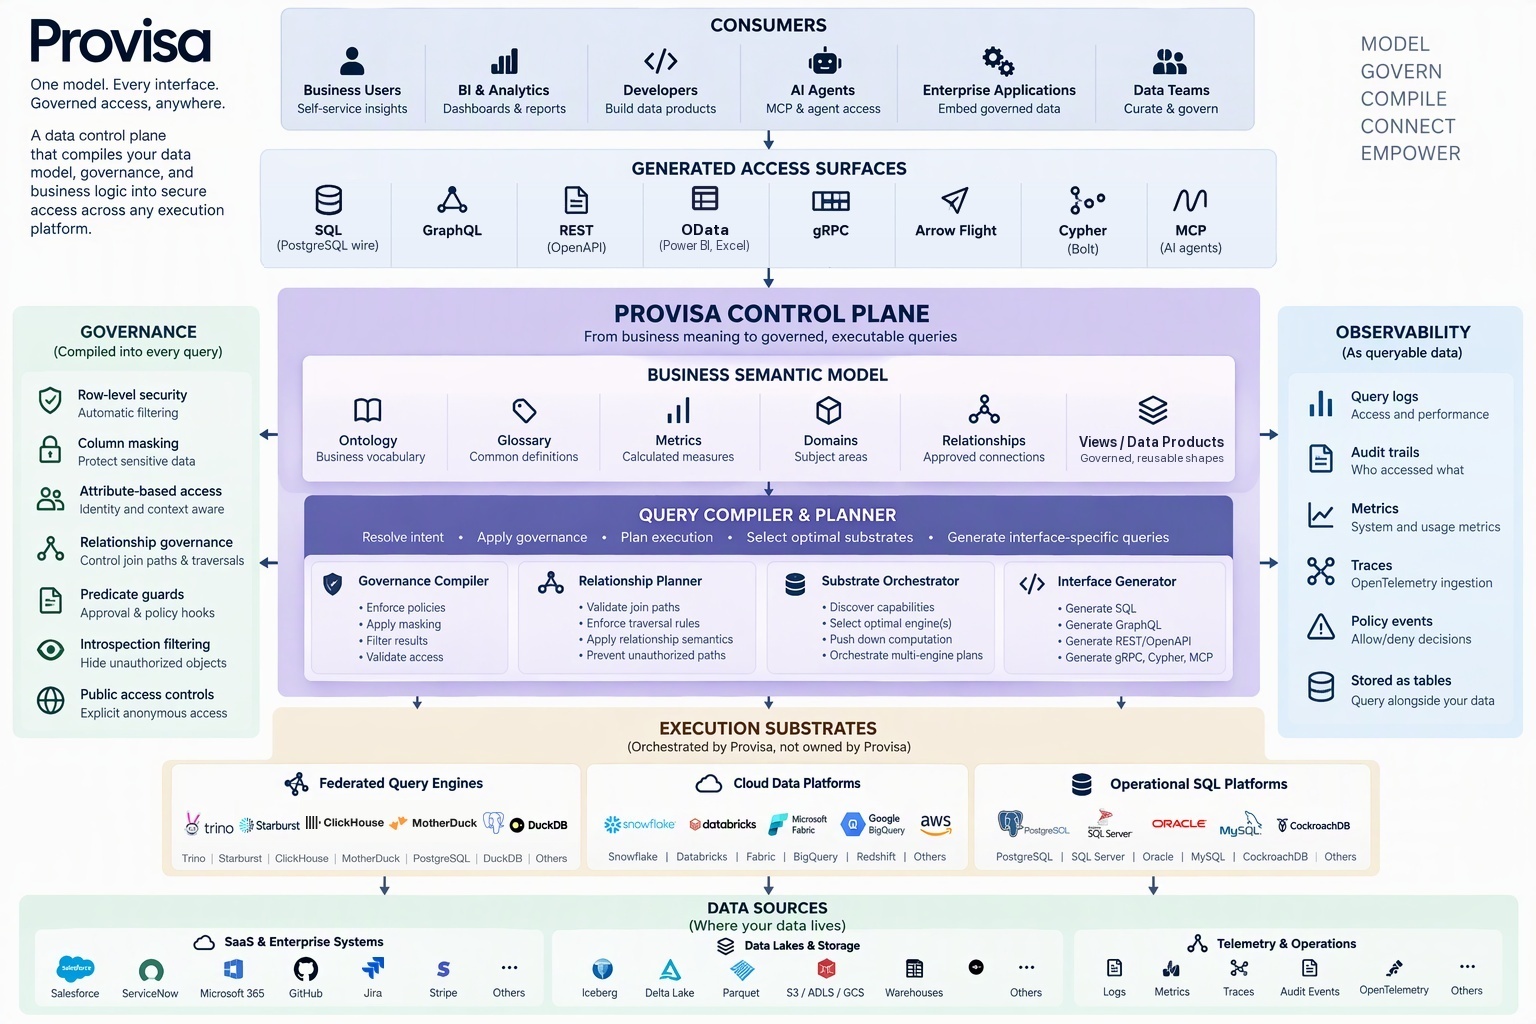 Provisa
One model. Every interface.
Governed access, anywhere.
A data control plane
that compiles your data
model, governance, and
business logic into secure
access across any execution
platform.
MODEL
GOVERN
COMPILE
CONNECT
EMPOWER
CONSUMERS
Business Users
Self-service insights
BI & Analytics
Dashboards & reports
Developers
Build data products
AI Agents
MCP & agent access
Enterprise Applications
Embed governed data
Data Teams
Curate & govern
GENERATED ACCESS SURFACES
SQL
(PostgreSQL wire)
GraphQL
REST
(OpenAPI)
OData
(Power BI, Excel)
gRPC
Arrow Flight
Cypher
(Bolt)
MCP
(AI agents)
GOVERNANCE
(Compiled into every query)
Row-level security
Automatic filtering
Column masking
Protect sensitive data
Attribute-based access
Identity and context aware
Relationship governance
Control join paths & traversals
Predicate guards
Approval & policy hooks
Introspection filtering
Hide unauthorized objects
Public access controls
Explicit anonymous access
PROVISA CONTROL PLANE
From business meaning to governed, executable queries
BUSINESS SEMANTIC MODEL
Ontology
Business vocabulary
Glossary
Common definitions
Metrics
Calculated measures
Domains
Subject areas
Relationships
Approved connections
Views / Data Products
Governed, reusable shapes
QUERY COMPILER & PLANNER
Resolve intent • Apply governance • Plan execution • Select optimal substrates • Generate interface-specific queries
Governance Compiler
• Enforce policies
• Apply masking
• Filter results
• Validate access
Relationship Planner
• Validate join paths
• Enforce traversal rules
• Apply relationship semantics
• Prevent unauthorized paths
Substrate Orchestrator
• Discover capabilities
• Select optimal engine(s)
• Push down computation
• Orchestrate multi-engine plans
Interface Generator
• Generate SQL
• Generate GraphQL
• Generate REST/OpenAPI
• Generate gRPC, Cypher, MCP
OBSERVABILITY
(As queryable data)
Query logs
Access and performance
Audit trails
Who accessed what
Metrics
System and usage metrics
Traces
OpenTelemetry ingestion
Policy events
Allow/deny decisions
Stored as tables
Query alongside your data
EXECUTION SUBSTRATES
(Orchestrated by Provisa, not owned by Provisa)
Federated Query Engines
trino Starburst ClickHouse MotherDuck DuckDB
Trino | Starburst | ClickHouse | MotherDuck | PostgreSQL | DuckDB | Others
Cloud Data Platforms
snowflake databricks Microsoft Fabric Google BigQuery aws
Snowflake | Databricks | Fabric | BigQuery | Redshift | Others
Operational SQL Platforms
PostgreSQL SQL Server ORACLE MySQL CockroachDB
PostgreSQL | SQL Server | Oracle | MySQL | CockroachDB | Others
DATA SOURCES
(Where your data lives)
SaaS & Enterprise Systems
salesforce
Salesforce
ServiceNow
Microsoft 365
GitHub
Jira
S
Stripe
Others
Data Lakes & Storage
Iceberg
Delta Lake
Parquet
S3 / ADLS / GCS
Warehouses
Others
Telemetry & Operations
Logs
Metrics
Traces
Audit Events
OpenTelemetry
Others